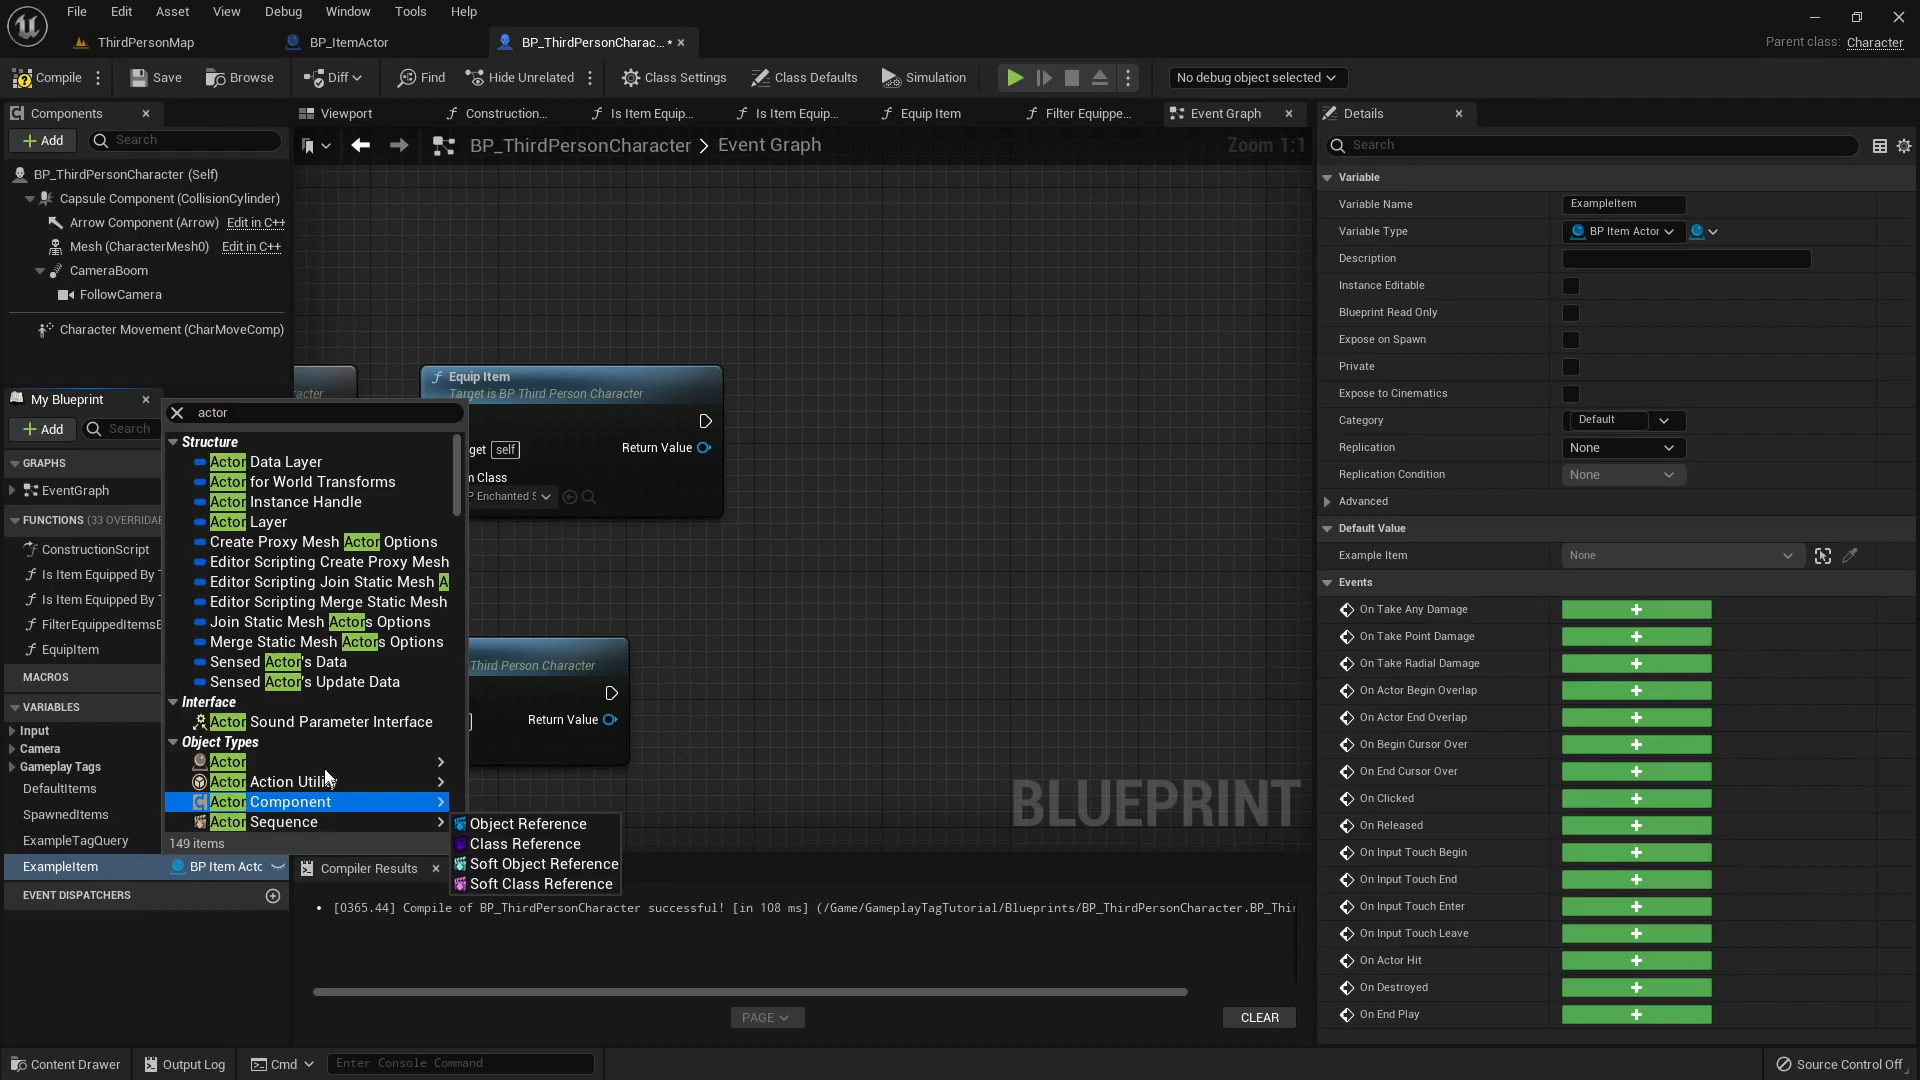 File Edit Asset View Debug Window Tools Help
ThirdPersonMap BP_ItemActor BP_ThirdPersonCharac... *
Parent class: Character
Compile Save Browse Diff Find Hide Unrelated Class Settings Class Defaults Simulation No debug object selected
Components
Add Search
BP_ThirdPersonCharacter (Self)
Capsule Component (CollisionCylinder)
Arrow Component (Arrow) Edit in C++
Mesh (CharacterMesh0) Edit in C++
CameraBoom
FollowCamera
Character Movement (CharMoveComp)
My Blueprint
Add Search
GRAPHS
EventGraph
FUNCTIONS (33 OVERRIDA
ConstructionScript
Is Item Equipped By
Is Item Equipped By
FilterEquippedItemsE
EquipItem
MACROS
VARIABLES
Input
Camera
Gameplay Tags
DefaultItems
SpawnedItems
ExampleTagQuery
ExampleItem BP Item Actc
EVENT DISPATCHERS
actor
Structure
Actor Data Layer
Actor for World Transforms
Actor Instance Handle
Actor Layer
Create Proxy Mesh Actor Options
Editor Scripting Create Proxy Mesh
Editor Scripting Join Static Mesh A
Editor Scripting Merge Static Mesh
Join Static Mesh Actors Options
Merge Static Mesh Actors Options
Sensed Actor's Data
Sensed Actor's Update Data
Interface
Actor Sound Parameter Interface
Object Types
Actor
Actor Action Utility
Actor Component
Actor Sequence
149 items
Object Reference
Class Reference
Soft Object Reference
Soft Class Reference
Viewport Construction... Is Item Equip... Is Item Equip... Equip Item Filter Equippe... Event Graph
BP_ThirdPersonCharacter > Event Graph
Zoom 1:1
acter
Equip Item
Target is BP Third Person Character
get self
Return Value
m Class
P Enchanted S
Third Person Character
Return Value
BLUEPRINT
Compiler Results
[0365.44] Compile of BP_ThirdPersonCharacter successful! [in 108 ms] (/Game/GameplayTagTutorial/Blueprints/BP_ThirdPersonCharacter.BP_Thir
PAGE
CLEAR
Details
Search
Variable
Variable Name ExampleItem
Variable Type BP Item Actor
Description
Instance Editable
Blueprint Read Only
Expose on Spawn
Private
Expose to Cinematics
Category Default
Replication None
Replication Condition None
Advanced
Default Value
Example Item None
Events
On Take Any Damage
On Take Point Damage
On Take Radial Damage
On Actor Begin Overlap
On Actor End Overlap
On Begin Cursor Over
On End Cursor Over
On Clicked
On Released
On Input Touch Begin
On Input Touch End
On Input Touch Enter
On Input Touch Leave
On Actor Hit
On Destroyed
On End Play
Content Drawer Output Log Cmd Enter Console Command
Source Control Off